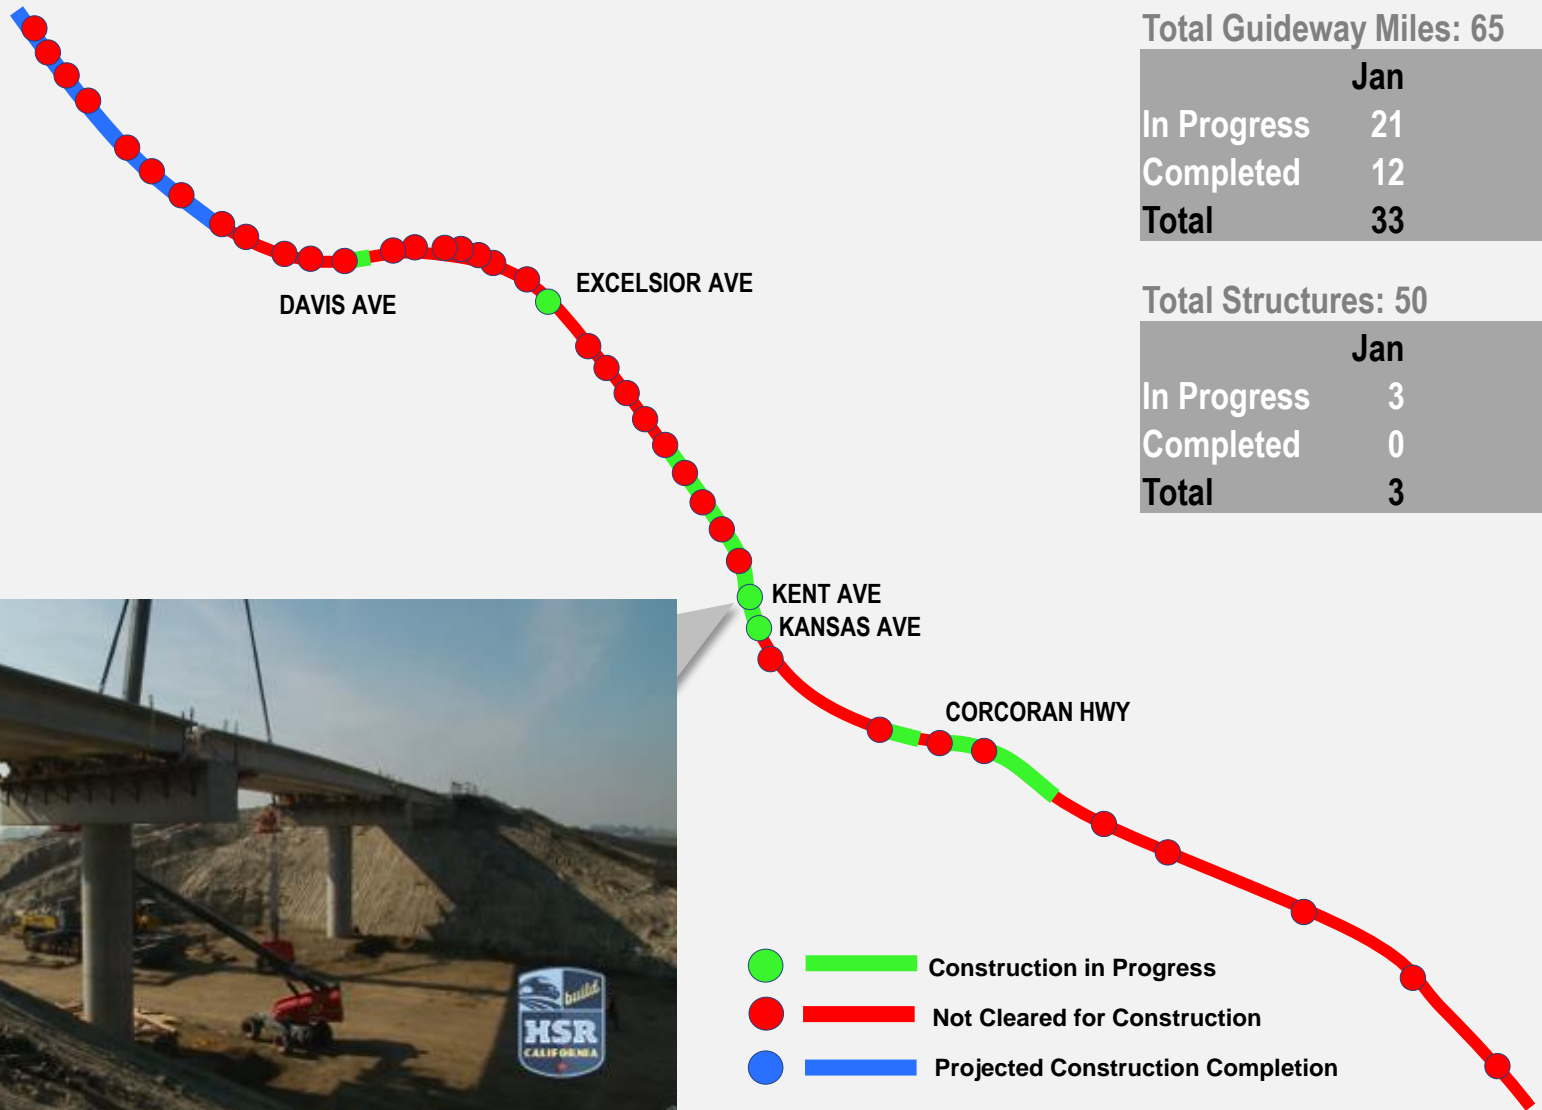 Total Guideway Miles: 65
Jan
In Progress 21
Completed 12
Total 33
Total Structures: 50
Jan
In Progress 3
Completed 0
Total 3
EXCELSIOR AVE
DAVIS AVE
KENT AVE
KANSAS AVE
CORCORAN HWY
build
HSR
CALIFORNIA
Construction in Progress
Not Cleared for Construction
Projected Construction Completion